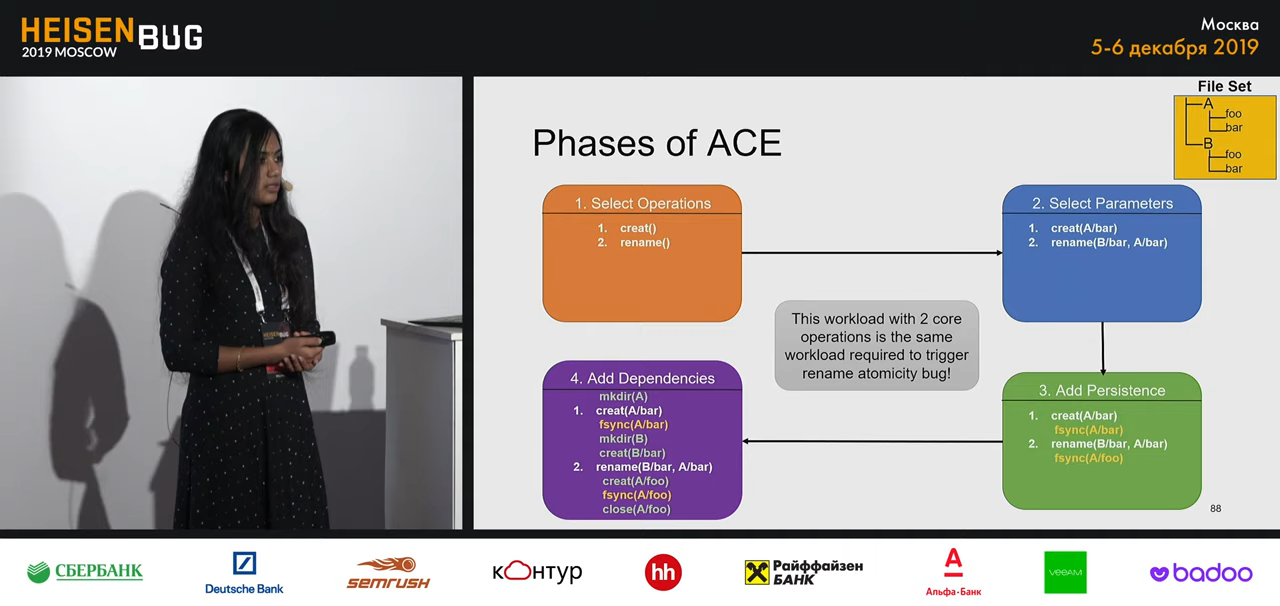 HEISENBUG
2019 MOSCOW
Москва
5-6 декабря 2019
File Set
A
foo
bar
B
foo
bar
Phases of ACE
1. Select Operations
1. creat()
2. rename()
2. Select Parameters
1. creat(A/bar)
2. rename(B/bar, A/bar)
This workload with 2 core
operations is the same
workload required to trigger
rename atomicity bug!
3. Add Persistence
1. creat(A/bar)
fsync(A/bar)
2. rename(B/bar, A/bar)
fsync(A/foo)
4. Add Dependencies
mkdir(A)
1. creat(A/bar)
fsync(A/bar)
mkdir(B)
creat(B/bar)
2. rename(B/bar, A/bar)
creat(A/foo)
fsync(A/foo)
close(A/foo)
88
СБЕРБАНК
Deutsche Bank
semrush
кОнтур
hh
Райффайзен
БАНК
А
Альфа·Банк
veeam
badoo